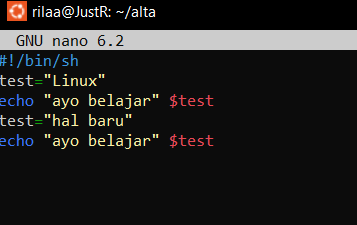 rilaa@JustR: ~/alta
GNU nano 6.2
#!/bin/sh
test="Linux"
echo "ayo belajar" $test
test="hal baru"
echo "ayo belajar" $test